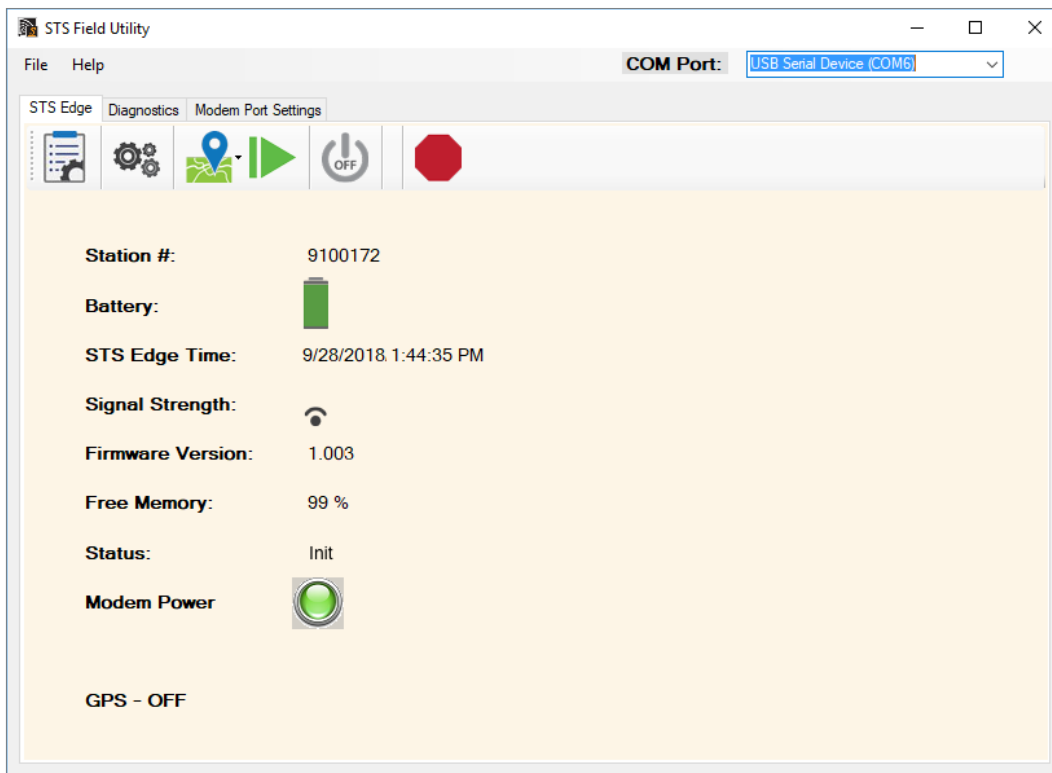 STS Field Utility
File Help COM Port: USB Serial Device (COM6)
STS Edge Diagnostics Modem Port Settings
OFF
Station #: 9100172
Battery:
STS Edge Time: 9/28/2018 1:44:35 PM
Signal Strength:
Firmware Version: 1.003
Free Memory: 99 %
Status: Init
Modem Power
GPS - OFF